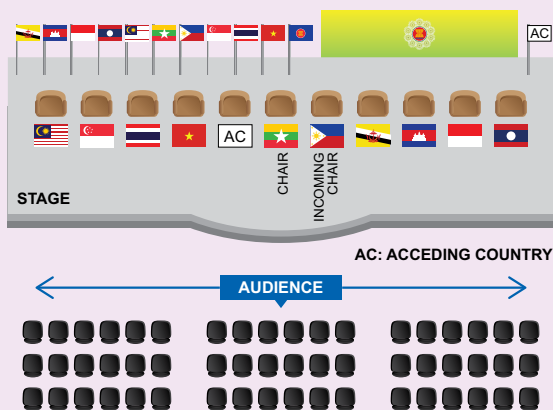 AC
AC
CHAIR
INCOMING
CHAIR
STAGE
AC: ACCEDING COUNTRY
AUDIENCE